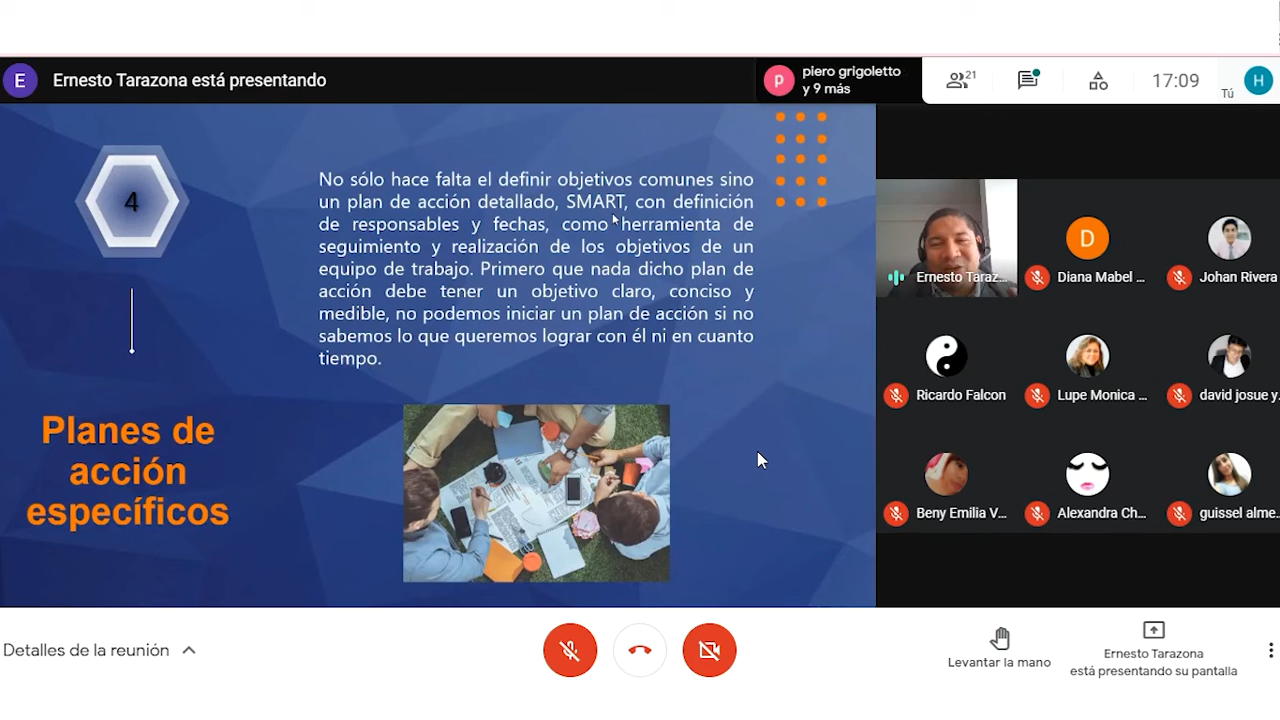 E
Ernesto Tarazona está presentando
p
piero grigoletto
y 9 más
21
17:09
Tú
H
4
No sólo hace falta el definir objetivos comunes sino
un plan de acción detallado, SMART, con definición
de responsables y fechas, como herramienta de
seguimiento y realización de los objetivos de un
equipo de trabajo. Primero que nada dicho plan de
acción debe tener un objetivo claro, conciso y
medible, no podemos iniciar un plan de acción si no
sabemos lo que queremos lograr con él ni en cuanto
tiempo.
Planes de
acción
específicos
Ernesto Taraz...
D
Diana Mabel ...
Johan Rivera
Ricardo Falcon
Lupe Monica ...
david josue y.
Beny Emilia V...
Alexandra Ch...
guissel alme...
Detalles de la reunión
Levantar la mano
Ernesto Tarazona
está presentando su pantalla